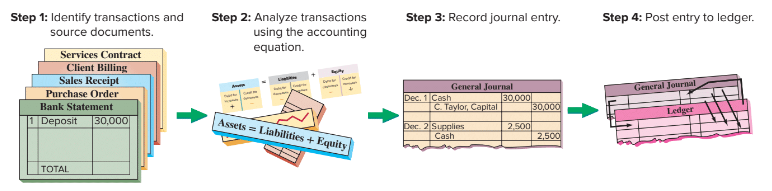 Step 1: Identify transactions and
source documents.
Step 2: Analyze transactions
using the accounting
equation.
Step 3: Record journal entry.
Step 4: Post entry to ledger.
Services Contract
Client Billing
Sales Receipt
Purchase Order
Bank Statement
1 Deposit 30,000
TOTAL
Assets = Liabilities + Equity
+
Assets = Liabilities + Equity
General Journal
Dec. 1 Cash 30,000
C. Taylor, Capital 30,000
Dec. 2 Supplies 2,500
Cash 2,500
General Journal
Ledger